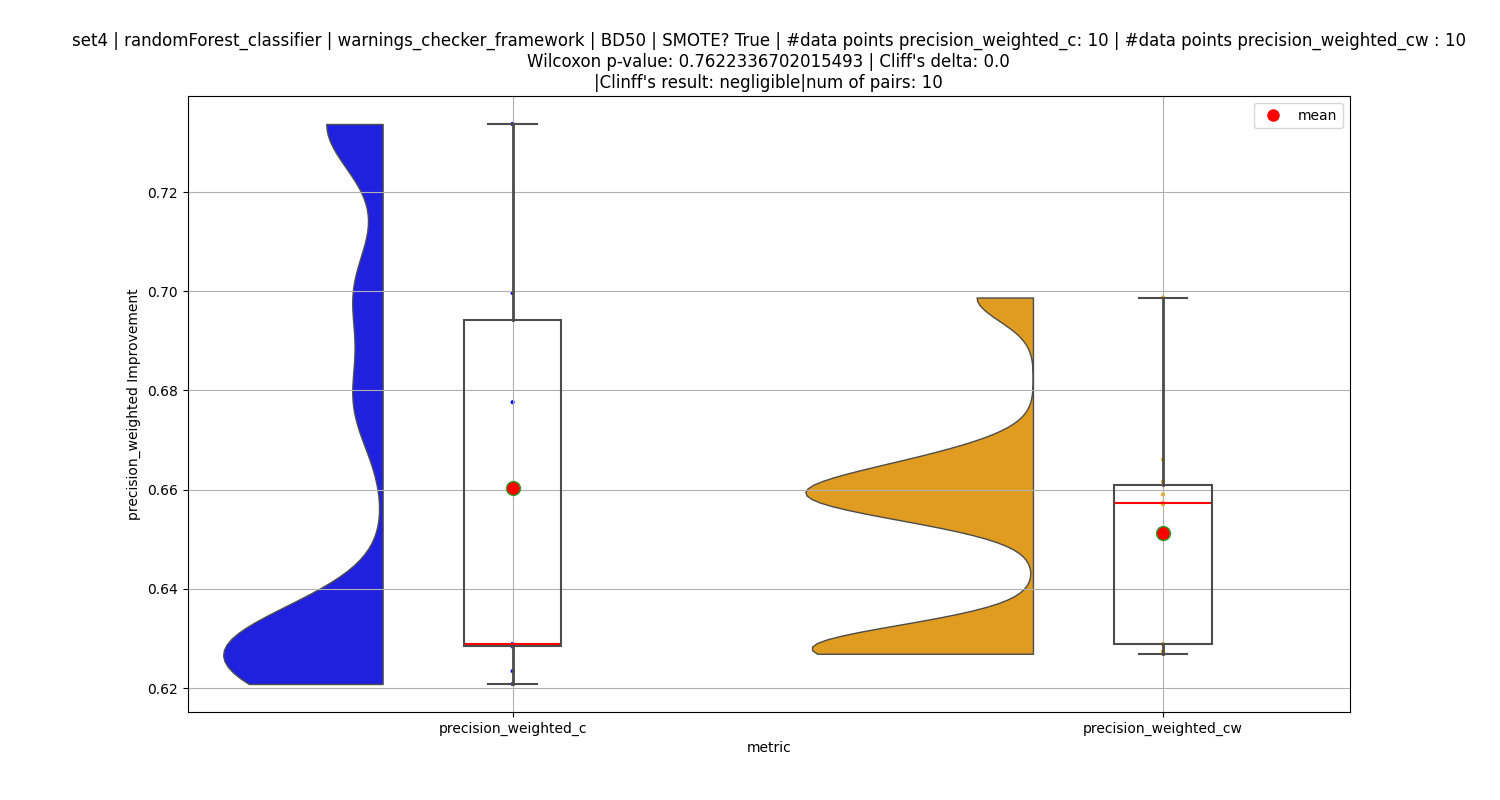 set4 | randomForest_classifier | warnings_checker_framework | BD50 | SMOTE? True | #data points precision_weighted_c: 10 | #data points precision_weighted_cw : 10
Wilcoxon p-value: 0.7622336702015493 | Cliff's delta: 0.0
|Clinff's result: negligible|num of pairs: 10
mean
0.72
0.70
0.68
0.66
0.64
0.62
precision_weighted Improvement
precision_weighted_c
precision_weighted_cw
metric